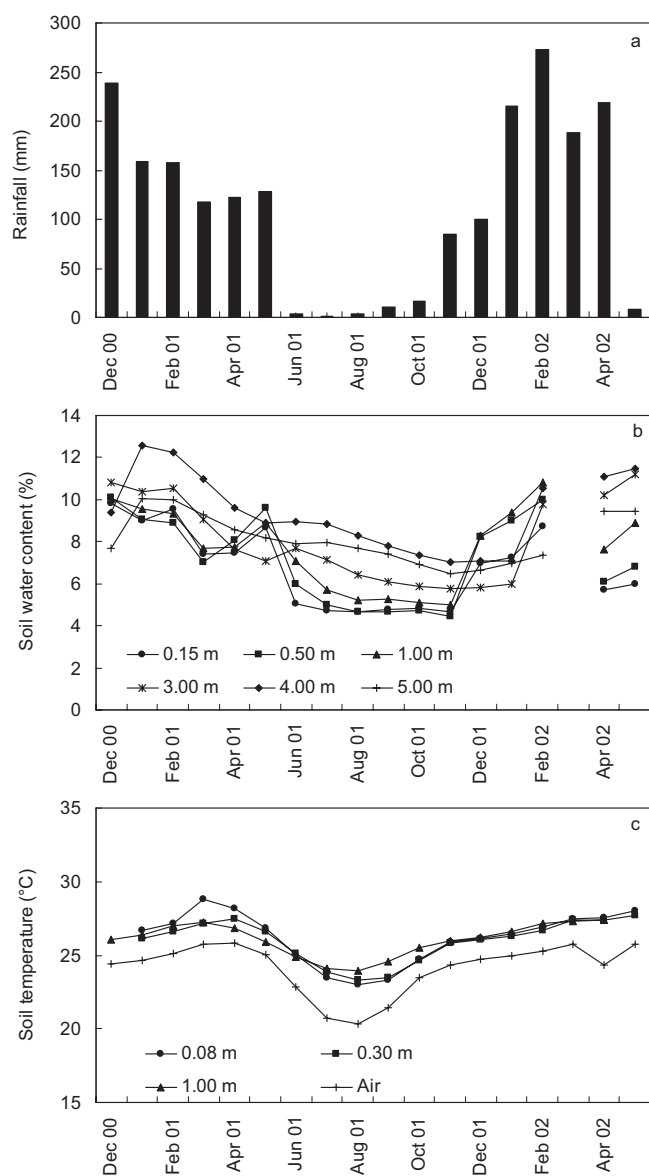 a
300
250
200
150
100
50
0
Rainfall (mm)
Dec 00
Feb 01
Apr 01
Jun 01
Aug 01
Oct 01
Dec 01
Feb 02
Apr 02
b
14
12
10
8
6
4
2
0
Soil water content (%)
0.15 m 0.50 m 1.00 m
3.00 m 4.00 m 5.00 m
Dec 00
Feb 01
Apr 01
Jun 01
Aug 01
Oct 01
Dec 01
Feb 02
Apr 02
c
35
30
25
20
15
Soil temperature (°C)
0.08 m 0.30 m
1.00 m Air
Dec 00
Feb 01
Apr 01
Jun 01
Aug 01
Oct 01
Dec 01
Feb 02
Apr 02